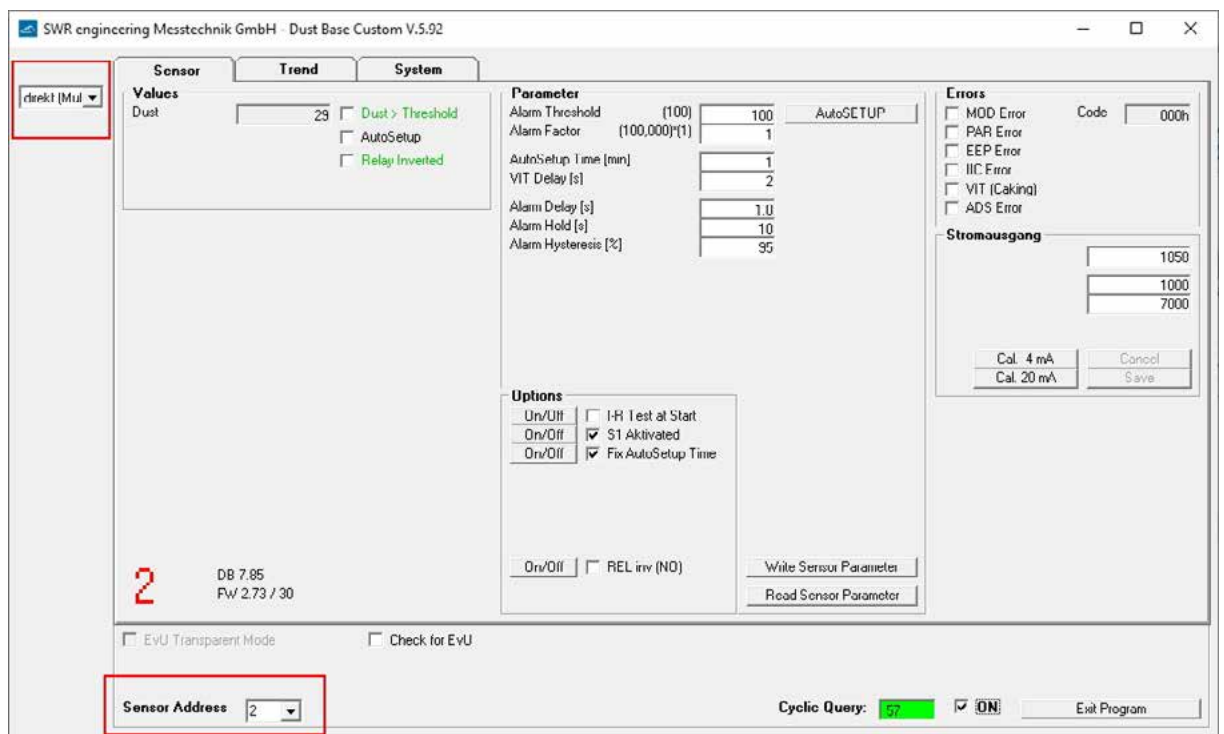 SWR engineering Messtechnik GmbH - Dust Base Custom V.5.92
direkt (Mul
Sensor Trend System
Values
Dust 29 Dust > Threshold
AutoSetup
Relay Inverted
Parameter
Alarm Threshold (100) 100 AutoSETUP
Alarm Factor (100,000)*(1) 1
AutoSetup Time [min] 1
VIT Delay [s] 2
Alarm Delay [s] 1.0
Alarm Hold [s] 10
Alarm Hysteresis [%] 95
Errors
MOD Error Code 000h
PAR Error
EEP Error
IIC Error
VIT (Caking)
ADS Error
Stromausgang
1050
1000
7000
Cal. 4 mA Cancel
Cal. 20 mA Save
Options
On/Off I-R Test at Start
On/Off S1 Aktivated
On/Off Fix AutoSetup Time
On/Off REL inv (NO)
Write Sensor Parameter
Read Sensor Parameter
2
DB 7.85
FW 2.73 / 30
EvU Transparent Mode Check for EvU
Sensor Address 2
Cyclic Query: 57 ON Exit Program